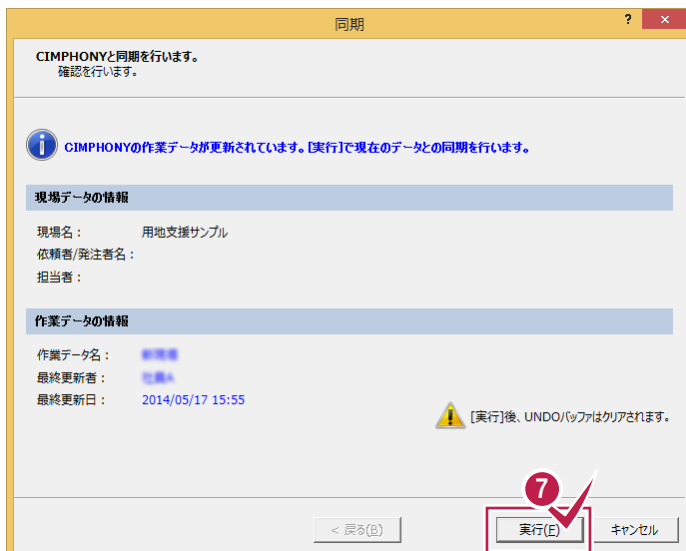 同期
?
×
CIMPHONYと同期を行います。
確認を行います。
CIMPHONYの作業データが更新されています。[実行]で現在のデータとの同期を行います。
現場データの情報
現場名： 用地支援サンプル
依頼者/発注者名：
担当者：
作業データの情報
作業データ名：
最終更新者：
最終更新日： 2014/05/17 15:55
[実行]後、UNDOバッファはクリアされます。
7
< 戻る(B) 実行(F) キャンセル